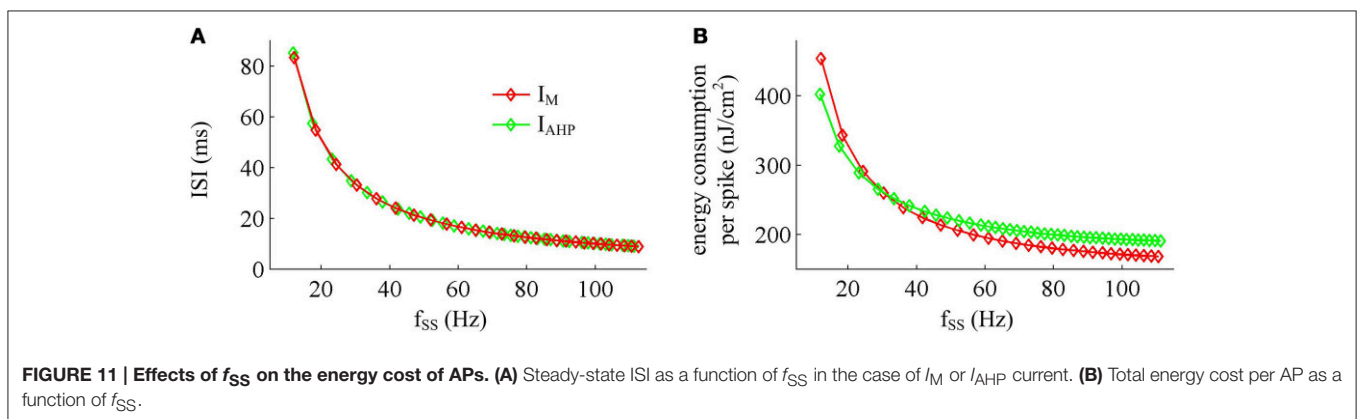 A
ISI (ms)
80
60
40
20
0
20 40 60 80 100
fSS (Hz)
IM
IAHP
B
energy consumption
per spike (nJ/cm²)
400
300
200
20 40 60 80 100
fSS (Hz)
FIGURE 11 | Effects of fSS on the energy cost of APs. (A) Steady-state ISI as a function of fSS in the case of IM or IAHP current. (B) Total energy cost per AP as a
function of fSS.